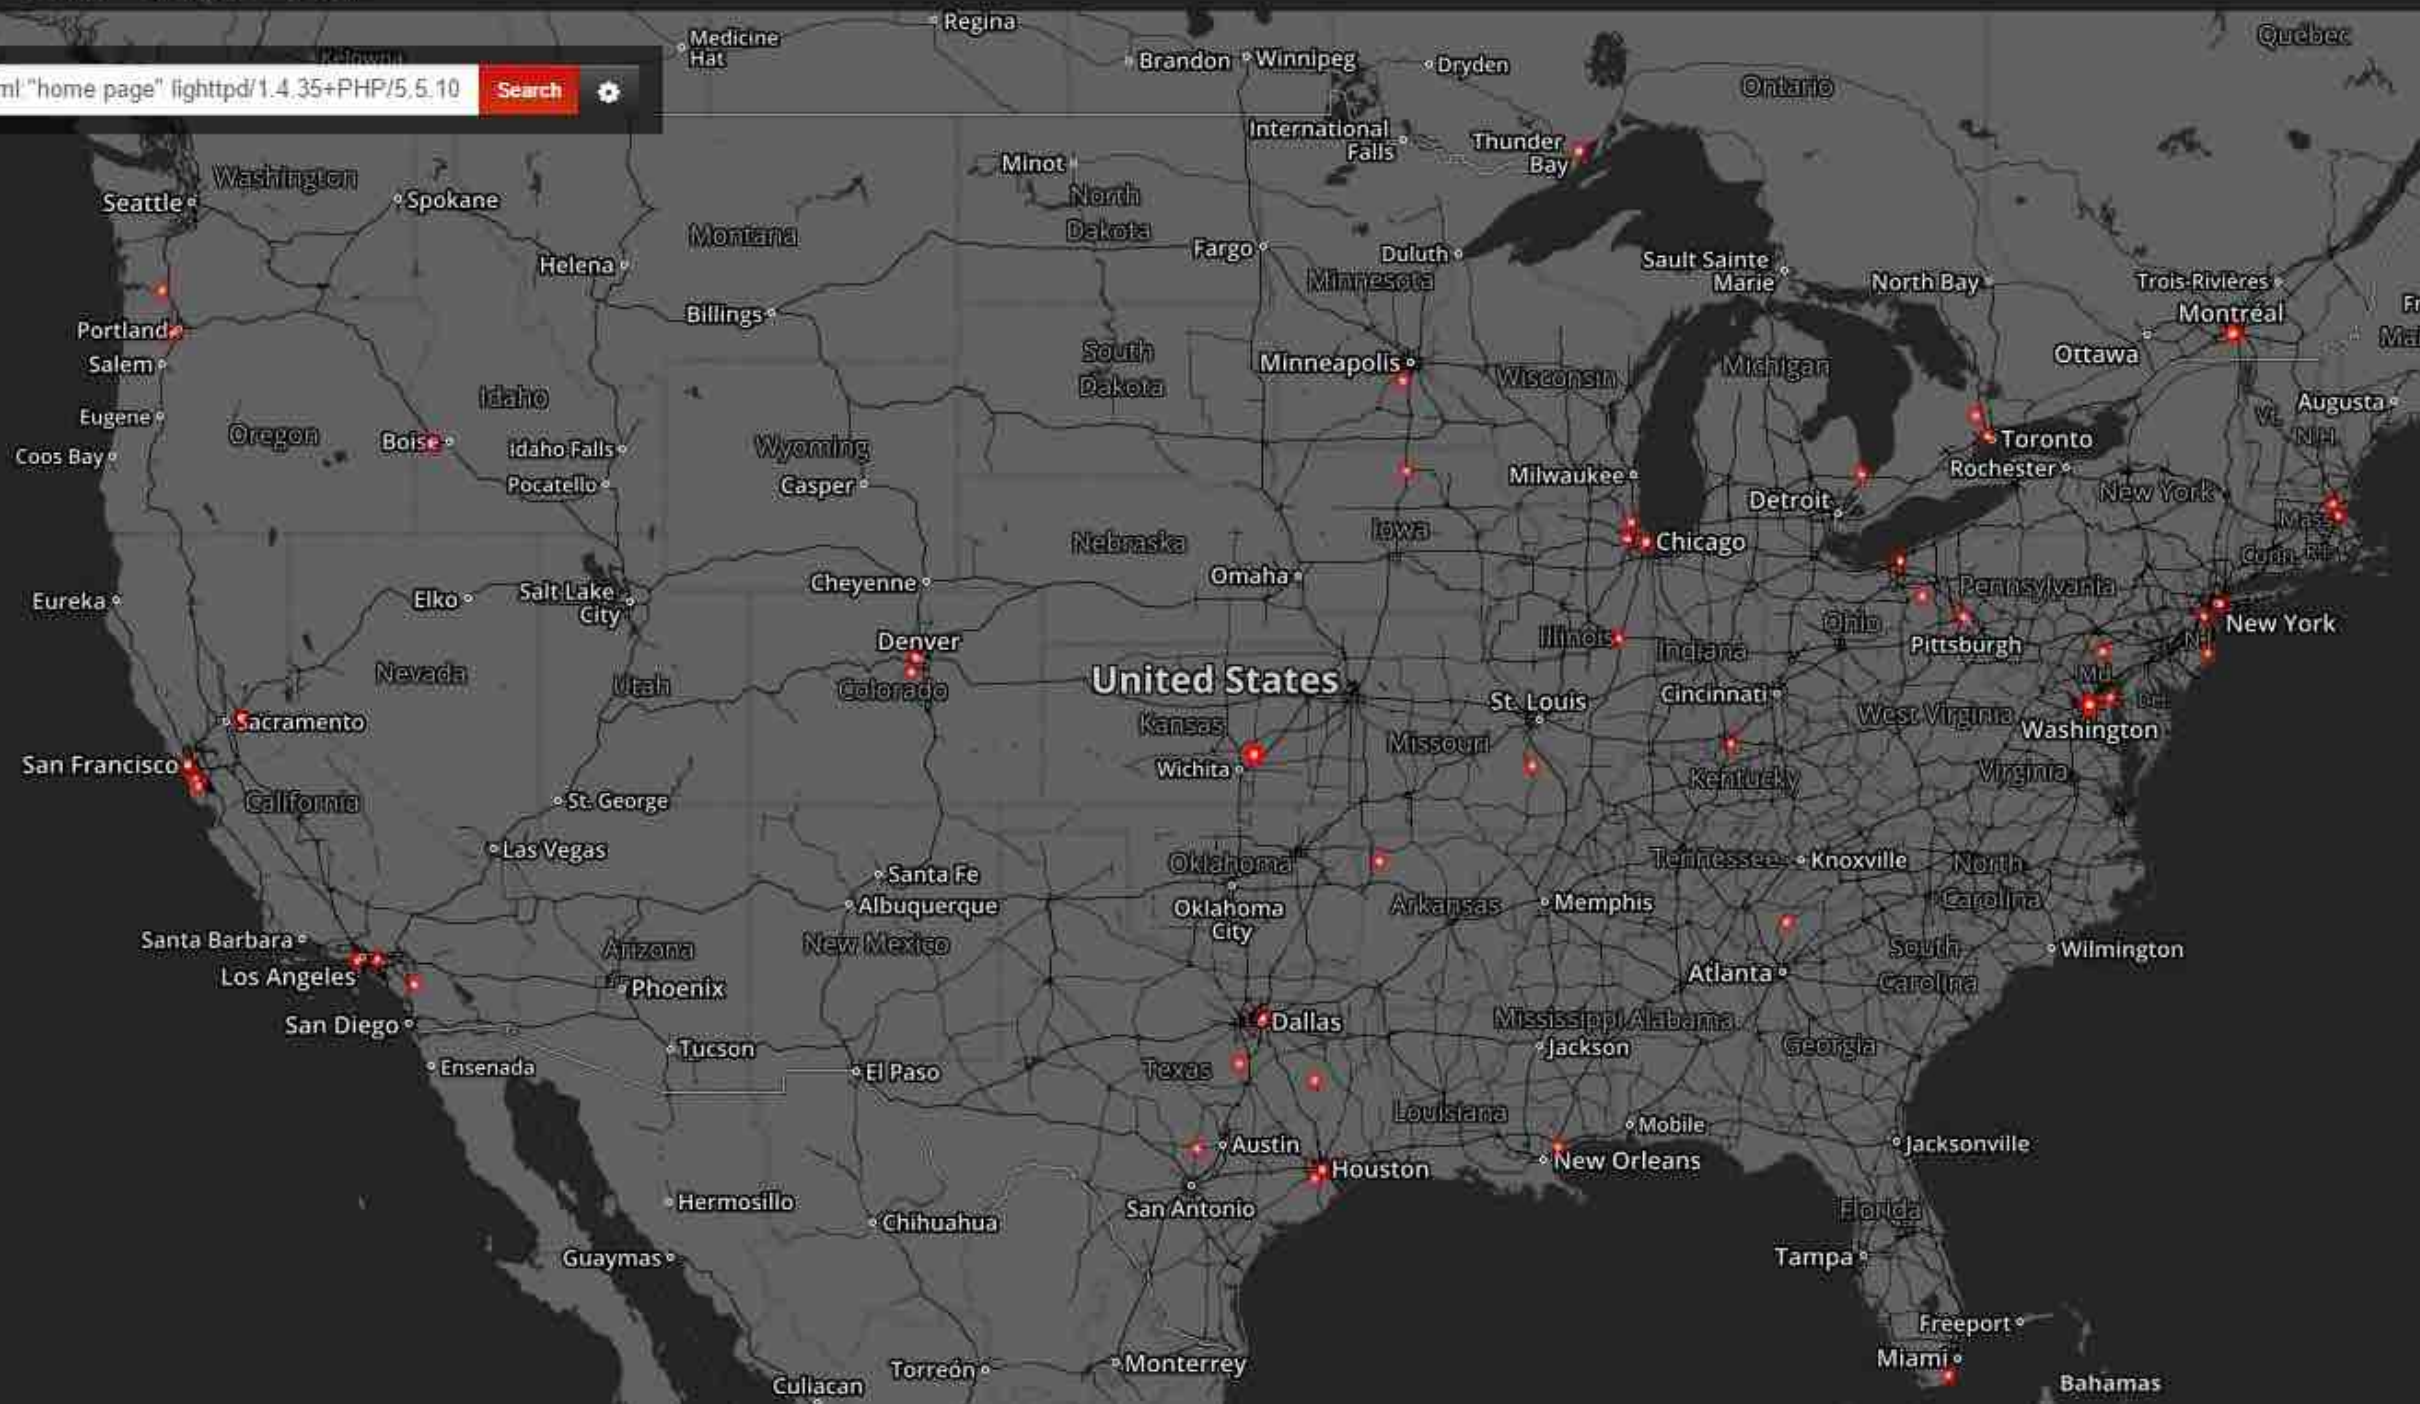 Regina
Medicine
Hat
Brandon
Winnipeg
Dryden
Québec
Kelowna
Ontario
ml:"home page" lighttpd/1.4.35+PHP/5.5.10
Search
International
Falls
Thunder
Bay
Minot
North
Dakota
Washington
Seattle
Spokane
Montana
Helena
Fargo
Duluth
Minnesota
Sault Sainte
Marie
North Bay
Trois-Rivières
Montréal
Ottawa
Billings
Portland
Salem
South
Dakota
Minneapolis
Wisconsin
Michigan
Idaho
Eugene
Oregon
Boise
Idaho Falls
Wyoming
Coos Bay
Pocatello
Casper
Milwaukee
Toronto
Rochester
Detroit
New York
Vt.
N.H.
Augusta
Mass.
Conn.
R.I.
Iowa
Nebraska
Chicago
Omaha
Cheyenne
Eureka
Elko
Salt Lake
City
Pennsylvania
Denver
Illinois
Indiana
Ohio
Pittsburgh
New York
Nevada
Utah
Colorado
United States
Kansas
St. Louis
Cincinnati
Md.
West Virginia
Washington
Sacramento
San Francisco
Wichita
Missouri
Kentucky
Virginia
California
St. George
Las Vegas
Santa Fe
Oklahoma
Tennessee
Knoxville
North
Carolina
Albuquerque
Oklahoma
City
Arkansas
Memphis
Santa Barbara
Los Angeles
Arizona
New Mexico
Phoenix
Atlanta
South
Carolina
Wilmington
San Diego
Dallas
Mississippi
Alabama
Tucson
Jackson
Georgia
Ensenada
El Paso
Texas
Louisiana
Mobile
Austin
Jacksonville
Houston
New Orleans
Hermosillo
San Antonio
Chihuahua
Florida
Guaymas
Tampa
Freeport
Torreón
Monterrey
Miami
Culiacan
Bahamas